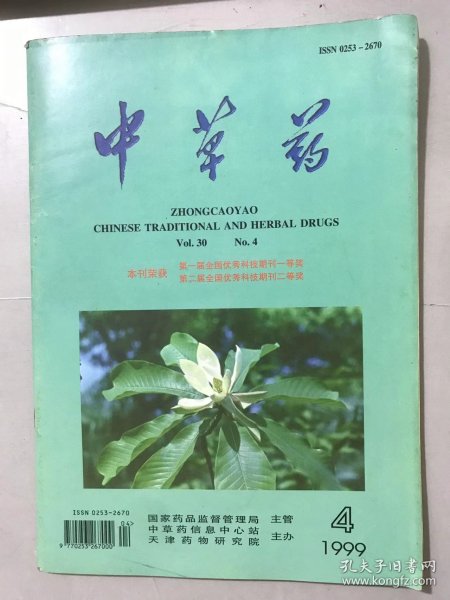 ISSN 0253-2670
中草药
ZHONGCAOYAO
CHINESE TRADITIONAL AND HERBAL DRUGS
Vol. 30 No. 4
本刊荣获
第一届全国优秀科技期刊一等奖
第二届全国优秀科技期刊二等奖
ISSN 0253-2670
04>
9 770253 267000
国家药品监督管理局 主管
中草药信息中心站
天津药物研究院 主办
4
1999
孔夫子旧书网
kongfz.com